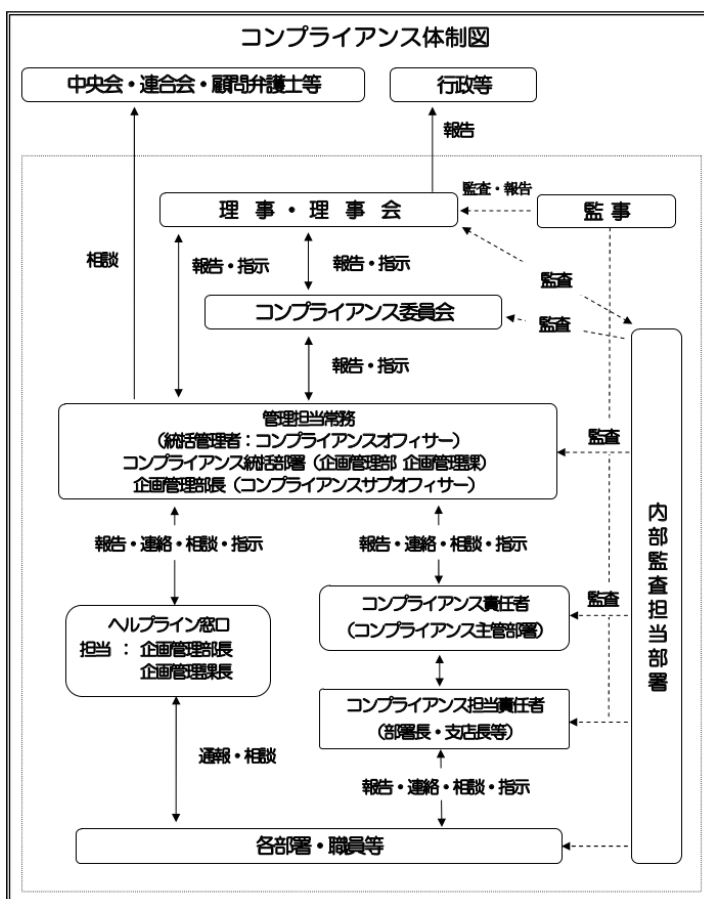 コンプライアンス体制図
中央会・連合会・顧問弁護士等
行政等
報告
監査・報告
理事・理事会
監事
相談
報告・指示
報告・指示
監査
コンプライアンス委員会
監査
報告・指示
管理担当常務
(統括管理者：コンプライアンスオフィサー)
コンプライアンス統括部署（企画管理部 企画管理課）
企画管理部長（コンプライアンスサブオフィサー）
監査
内部監査担当部署
報告・連絡・相談・指示
報告・連絡・相談・指示
ヘルプライン窓口
担当 ： 企画管理部長
企画管理課長
コンプライアンス責任者
（コンプライアンス主管部署）
監査
コンプライアンス担当責任者
（部署長・支店長等）
通報・相談
報告・連絡・相談・指示
各部署・職員等